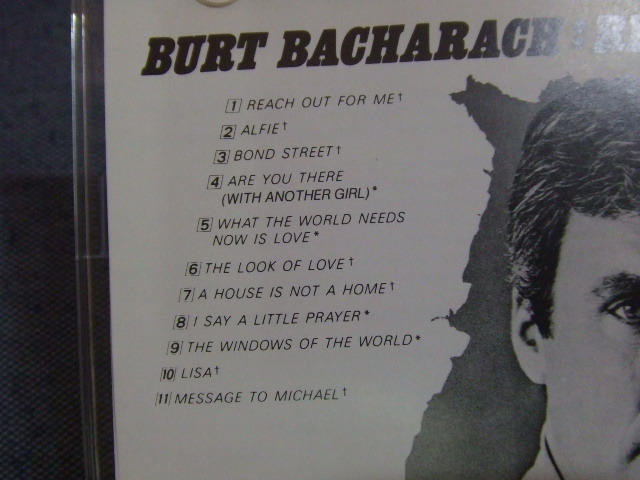 BURT BACHARACH:
1 REACH OUT FOR ME†
2 ALFIE†
3 BOND STREET†
4 ARE YOU THERE
(WITH ANOTHER GIRL)*
5 WHAT THE WORLD NEEDS
NOW IS LOVE*
6 THE LOOK OF LOVE†
7 A HOUSE IS NOT A HOME†
8 I SAY A LITTLE PRAYER*
9 THE WINDOWS OF THE WORLD*
10 LISA†
11 MESSAGE TO MICHAEL†